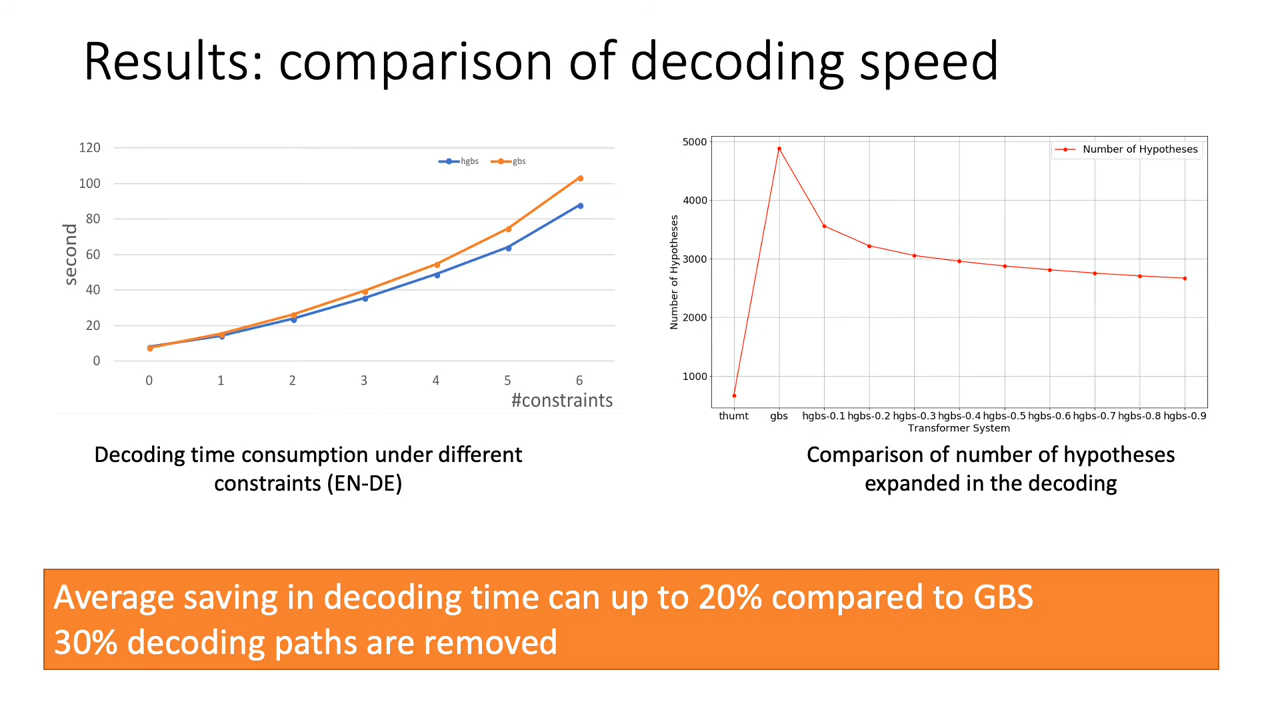 Results: comparison of decoding speed
120
100
80
60
40
20
0
second
hgbs
gbs
0 1 2 3 4 5 6
#constraints
Decoding time consumption under different
constraints (EN-DE)
5000
4000
3000
2000
1000
Number of Hypotheses
Number of Hypotheses
thumt gbs hgbs-0.1 hgbs-0.2 hgbs-0.3 hgbs-0.4 hgbs-0.5 hgbs-0.6 hgbs-0.7 hgbs-0.8 hgbs-0.9
Transformer System
Comparison of number of hypotheses
expanded in the decoding
Average saving in decoding time can up to 20% compared to GBS
30% decoding paths are removed